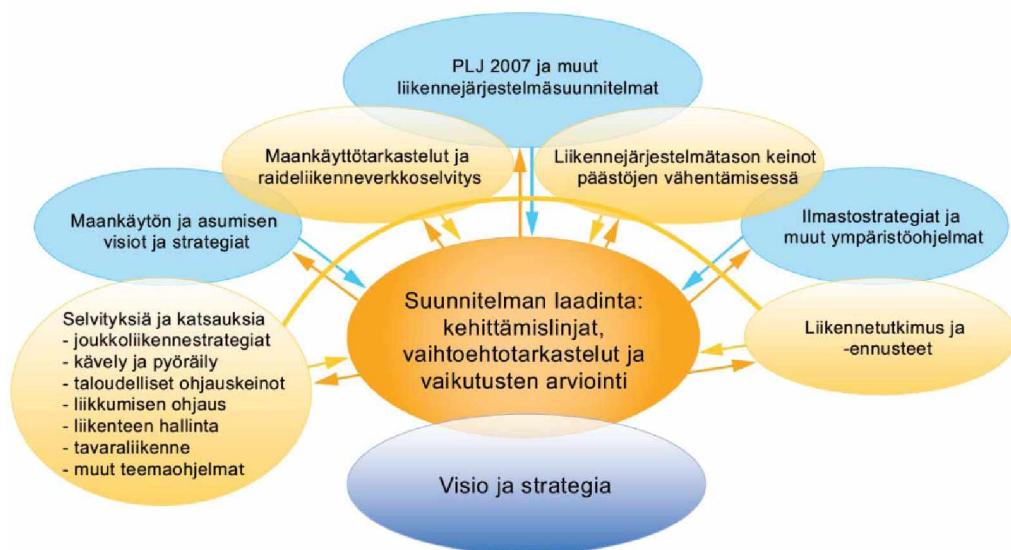 PLJ 2007 ja muut
liikennejärjestelmäsuunnitelmat
Maankäyttötarkastelut ja
raideliikenneverkkoselvitys
Liikennejärjestelmätason keinot
päästöjen vähentämisessä
Maankäytön ja asumisen
visiot ja strategiat
Ilmastostrategiat ja
muut ympäristöohjelmat
Suunnitelman laadinta:
kehittämislinjat,
vaihtoehtotarkastelut ja
vaikutusten arviointi
Selvityksiä ja katsauksia
- joukkoliikennestrategiat
- kävely ja pyöräily
- taloudelliset ohjauskeinot
- liikkumisen ohjaus
- liikenteen hallinta
- tavaraliikenne
- muut teemaohjelmat
Liikennetutkimus ja
-ennusteet
Visio ja strategia